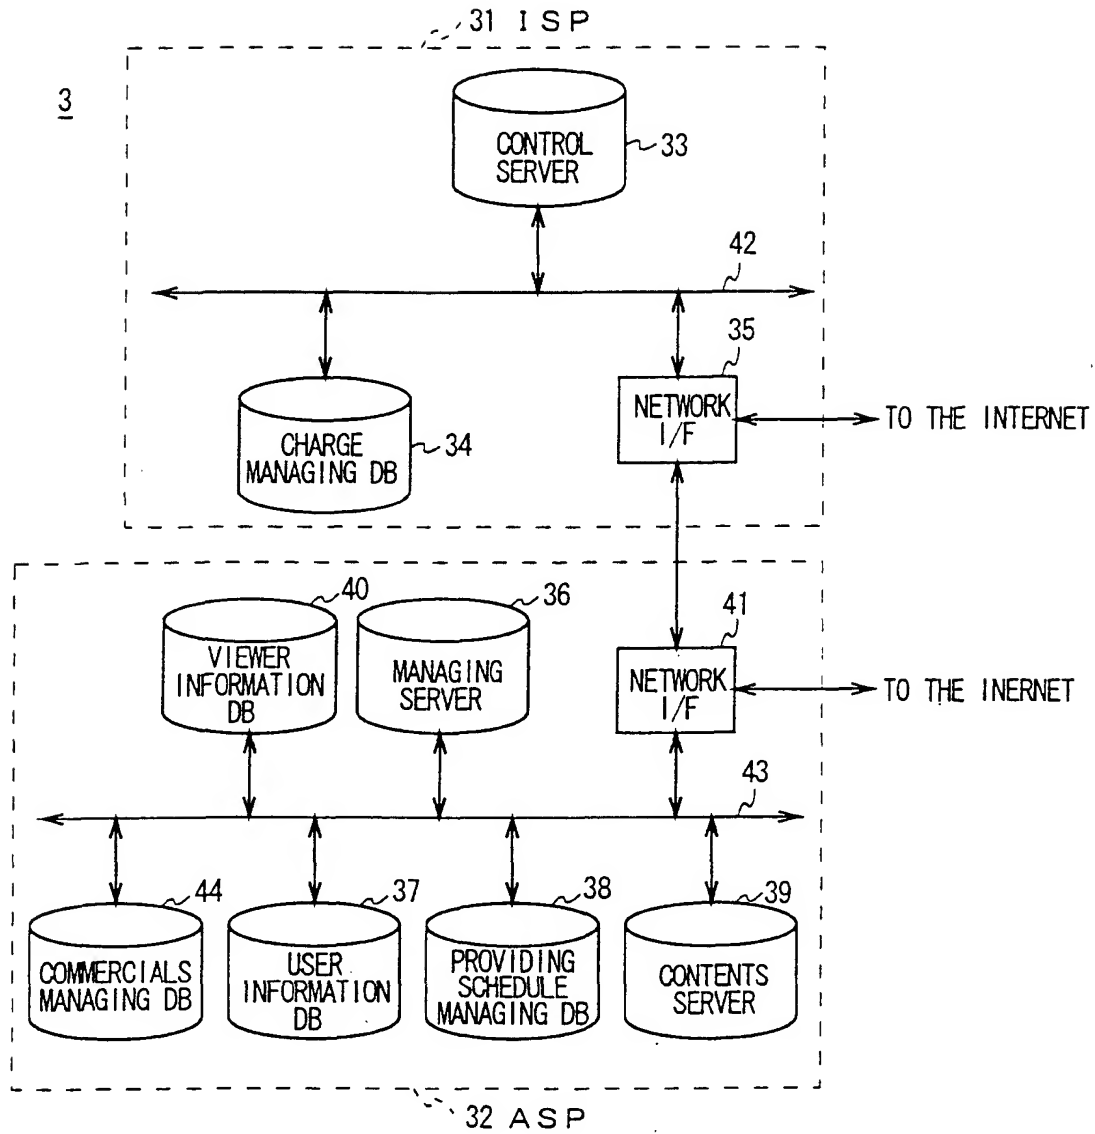 31 ISP
3
CONTROL
SERVER
33
42
35
NETWORK
I/F
TO THE INTERNET
CHARGE
MANAGING DB
34
40
VIEWER
INFORMATION
DB
36
MANAGING
SERVER
41
NETWORK
I/F
TO THE INERNET
43
44
COMMERCIALS
MANAGING DB
37
USER
INFORMATION
DB
38
PROVIDING
SCHEDULE
MANAGING DB
39
CONTENTS
SERVER
32 ASP